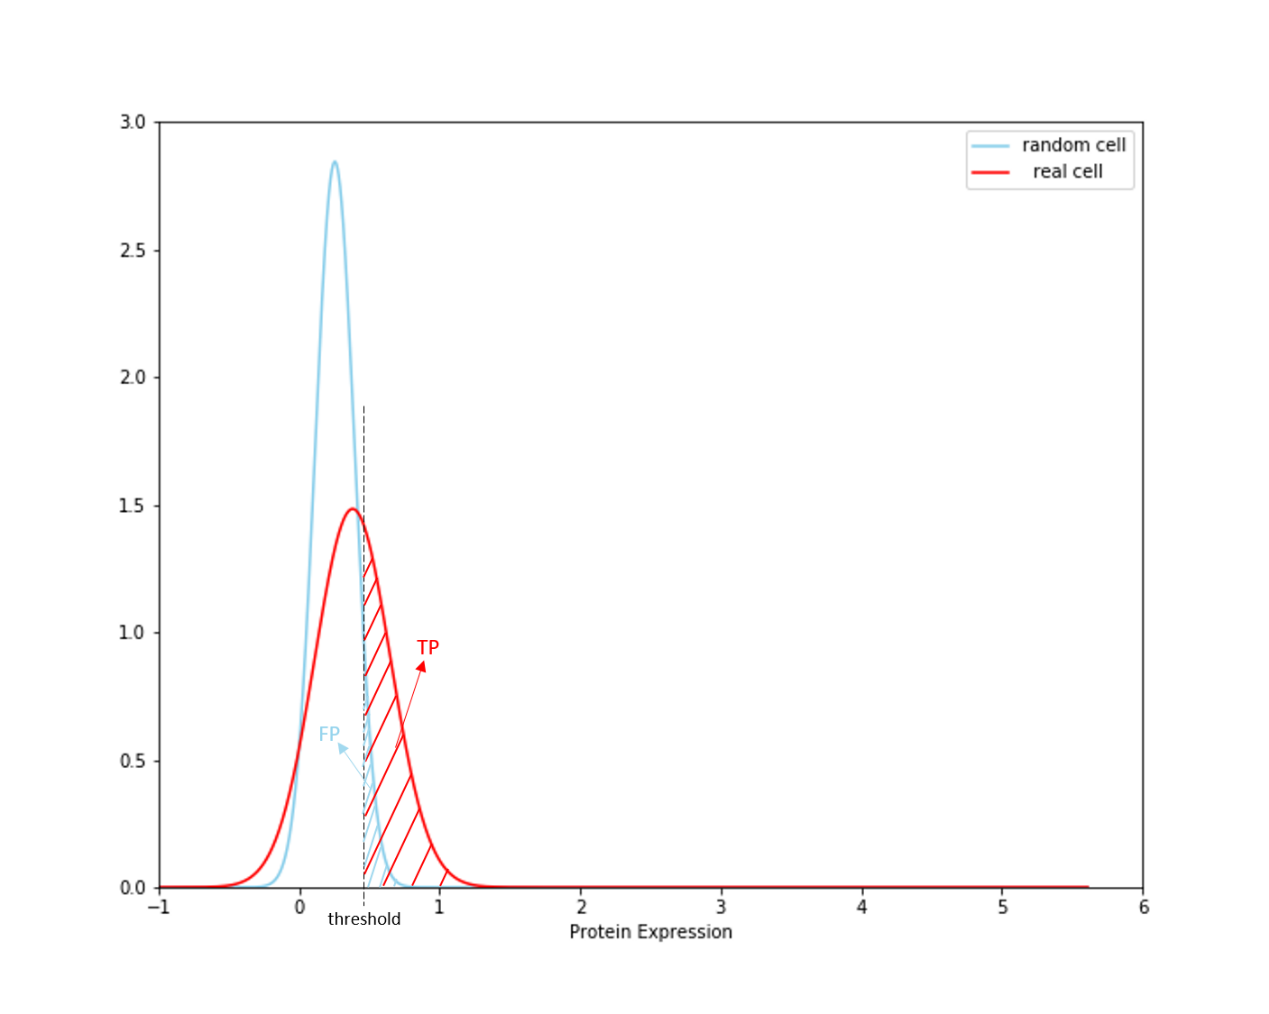 3.0
random cell
real cell
2.5
2.0
1.5
1.0
TP
FP
0.5
0.0
−1 0 1 2 3 4 5 6
threshold
Protein Expression